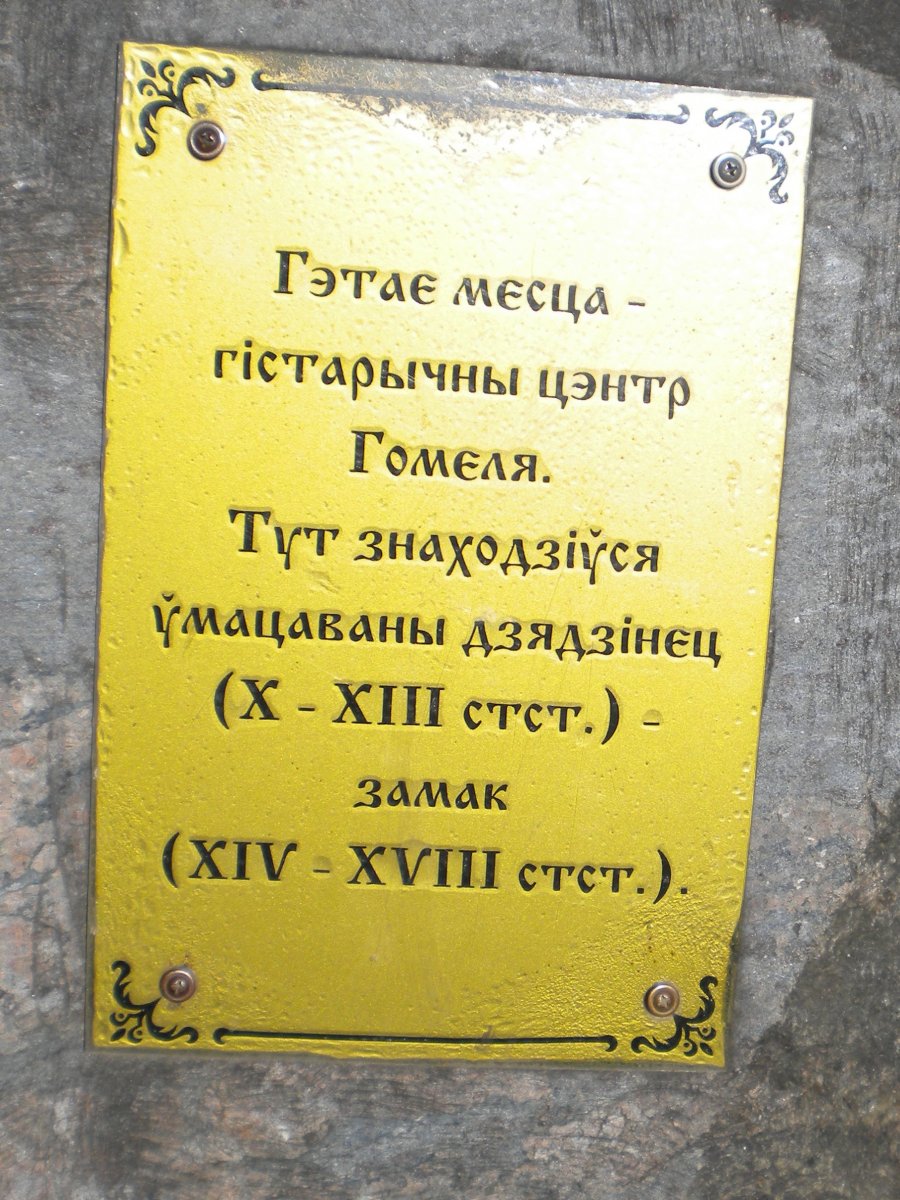 Гэтае месца -
гістарычны цэнтр
Гомеля.
Тут знаходзіўся
ўмацаваны дзядзінец
(X - XIII стст.) -
замак
(XIV - XVIII стст.).